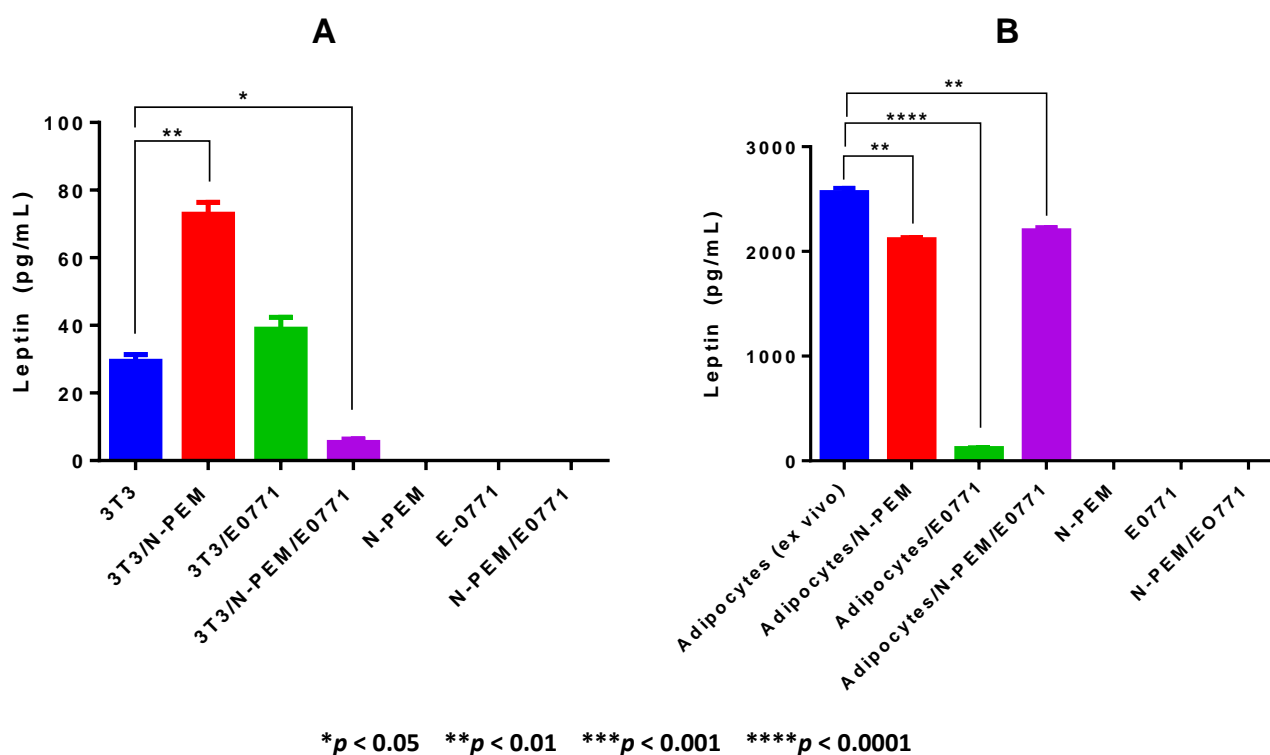 A
B
*
**
**
****
**
Leptin (pg/mL)
100
80
60
40
20
0
3T3
3T3/N-PEM
3T3/E0771
3T3/N-PEM/E0771
N-PEM
E-0771
N-PEM/E0771
Leptin (pg/mL)
3000
2000
1000
0
Adipocytes (ex vivo)
Adipocytes/N-PEM
Adipocytes/E0771
Adipocytes/N-PEM/E0771
N-PEM
E0771
N-PEM/EO771
*p < 0.05 **p < 0.01 ***p < 0.001 ****p < 0.0001